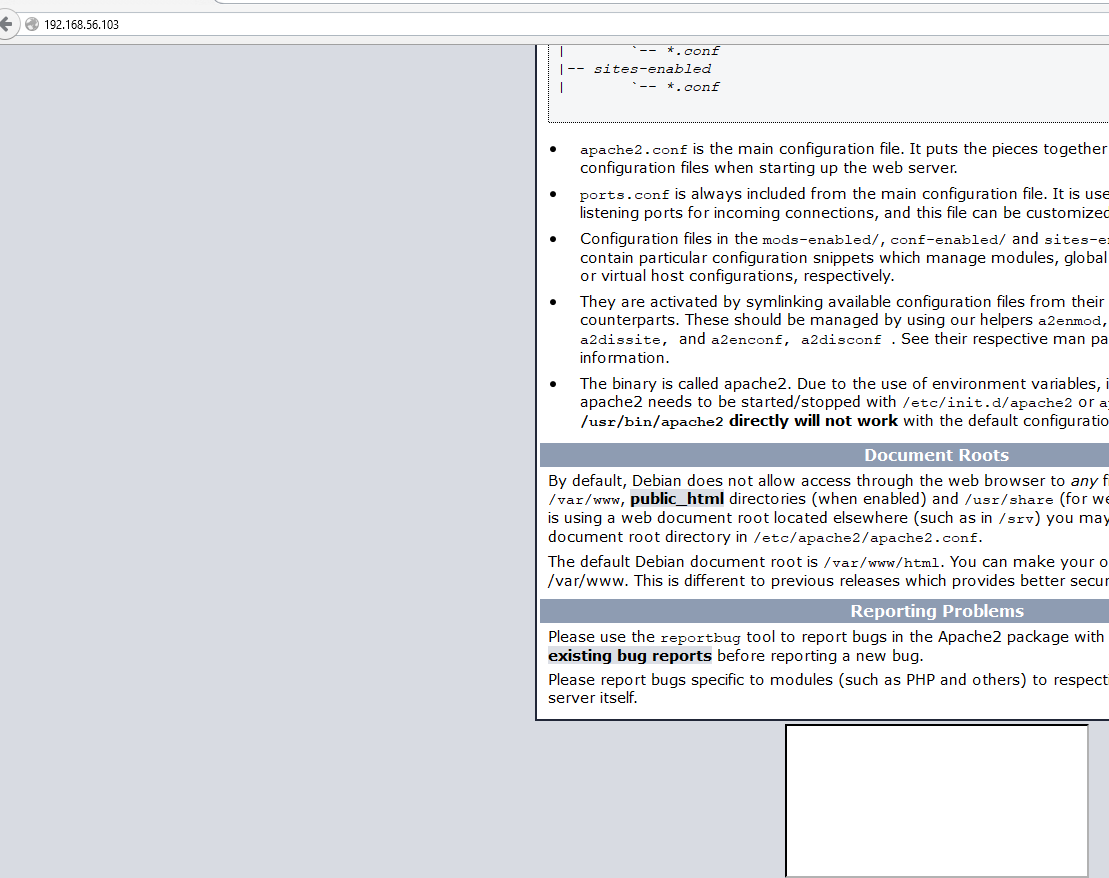 192.168.56.103
|       `-- *.conf
|-- sites-enabled
|       `-- *.conf
• apache2.conf is the main configuration file. It puts the pieces together
configuration files when starting up the web server.
• ports.conf is always included from the main configuration file. It is use
listening ports for incoming connections, and this file can be customized
• Configuration files in the mods-enabled/, conf-enabled/ and sites-e
contain particular configuration snippets which manage modules, global
or virtual host configurations, respectively.
• They are activated by symlinking available configuration files from their
counterparts. These should be managed by using our helpers a2enmod,
a2dissite, and a2enconf, a2disconf . See their respective man pa
information.
• The binary is called apache2. Due to the use of environment variables, i
apache2 needs to be started/stopped with /etc/init.d/apache2 or a
/usr/bin/apache2 directly will not work with the default configuratio
Document Roots
By default, Debian does not allow access through the web browser to any f
/var/www, public_html directories (when enabled) and /usr/share (for we
is using a web document root located elsewhere (such as in /srv) you may
document root directory in /etc/apache2/apache2.conf.
The default Debian document root is /var/www/html. You can make your o
/var/www. This is different to previous releases which provides better secur
Reporting Problems
Please use the reportbug tool to report bugs in the Apache2 package with
existing bug reports before reporting a new bug.
Please report bugs specific to modules (such as PHP and others) to respect
server itself.